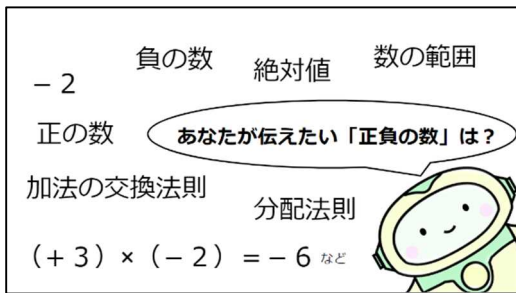 －２
負の数
絶対値
数の範囲
正の数
あなたが伝えたい「正負の数」は？
加法の交換法則
分配法則
（＋３）×（－２）＝－６ など